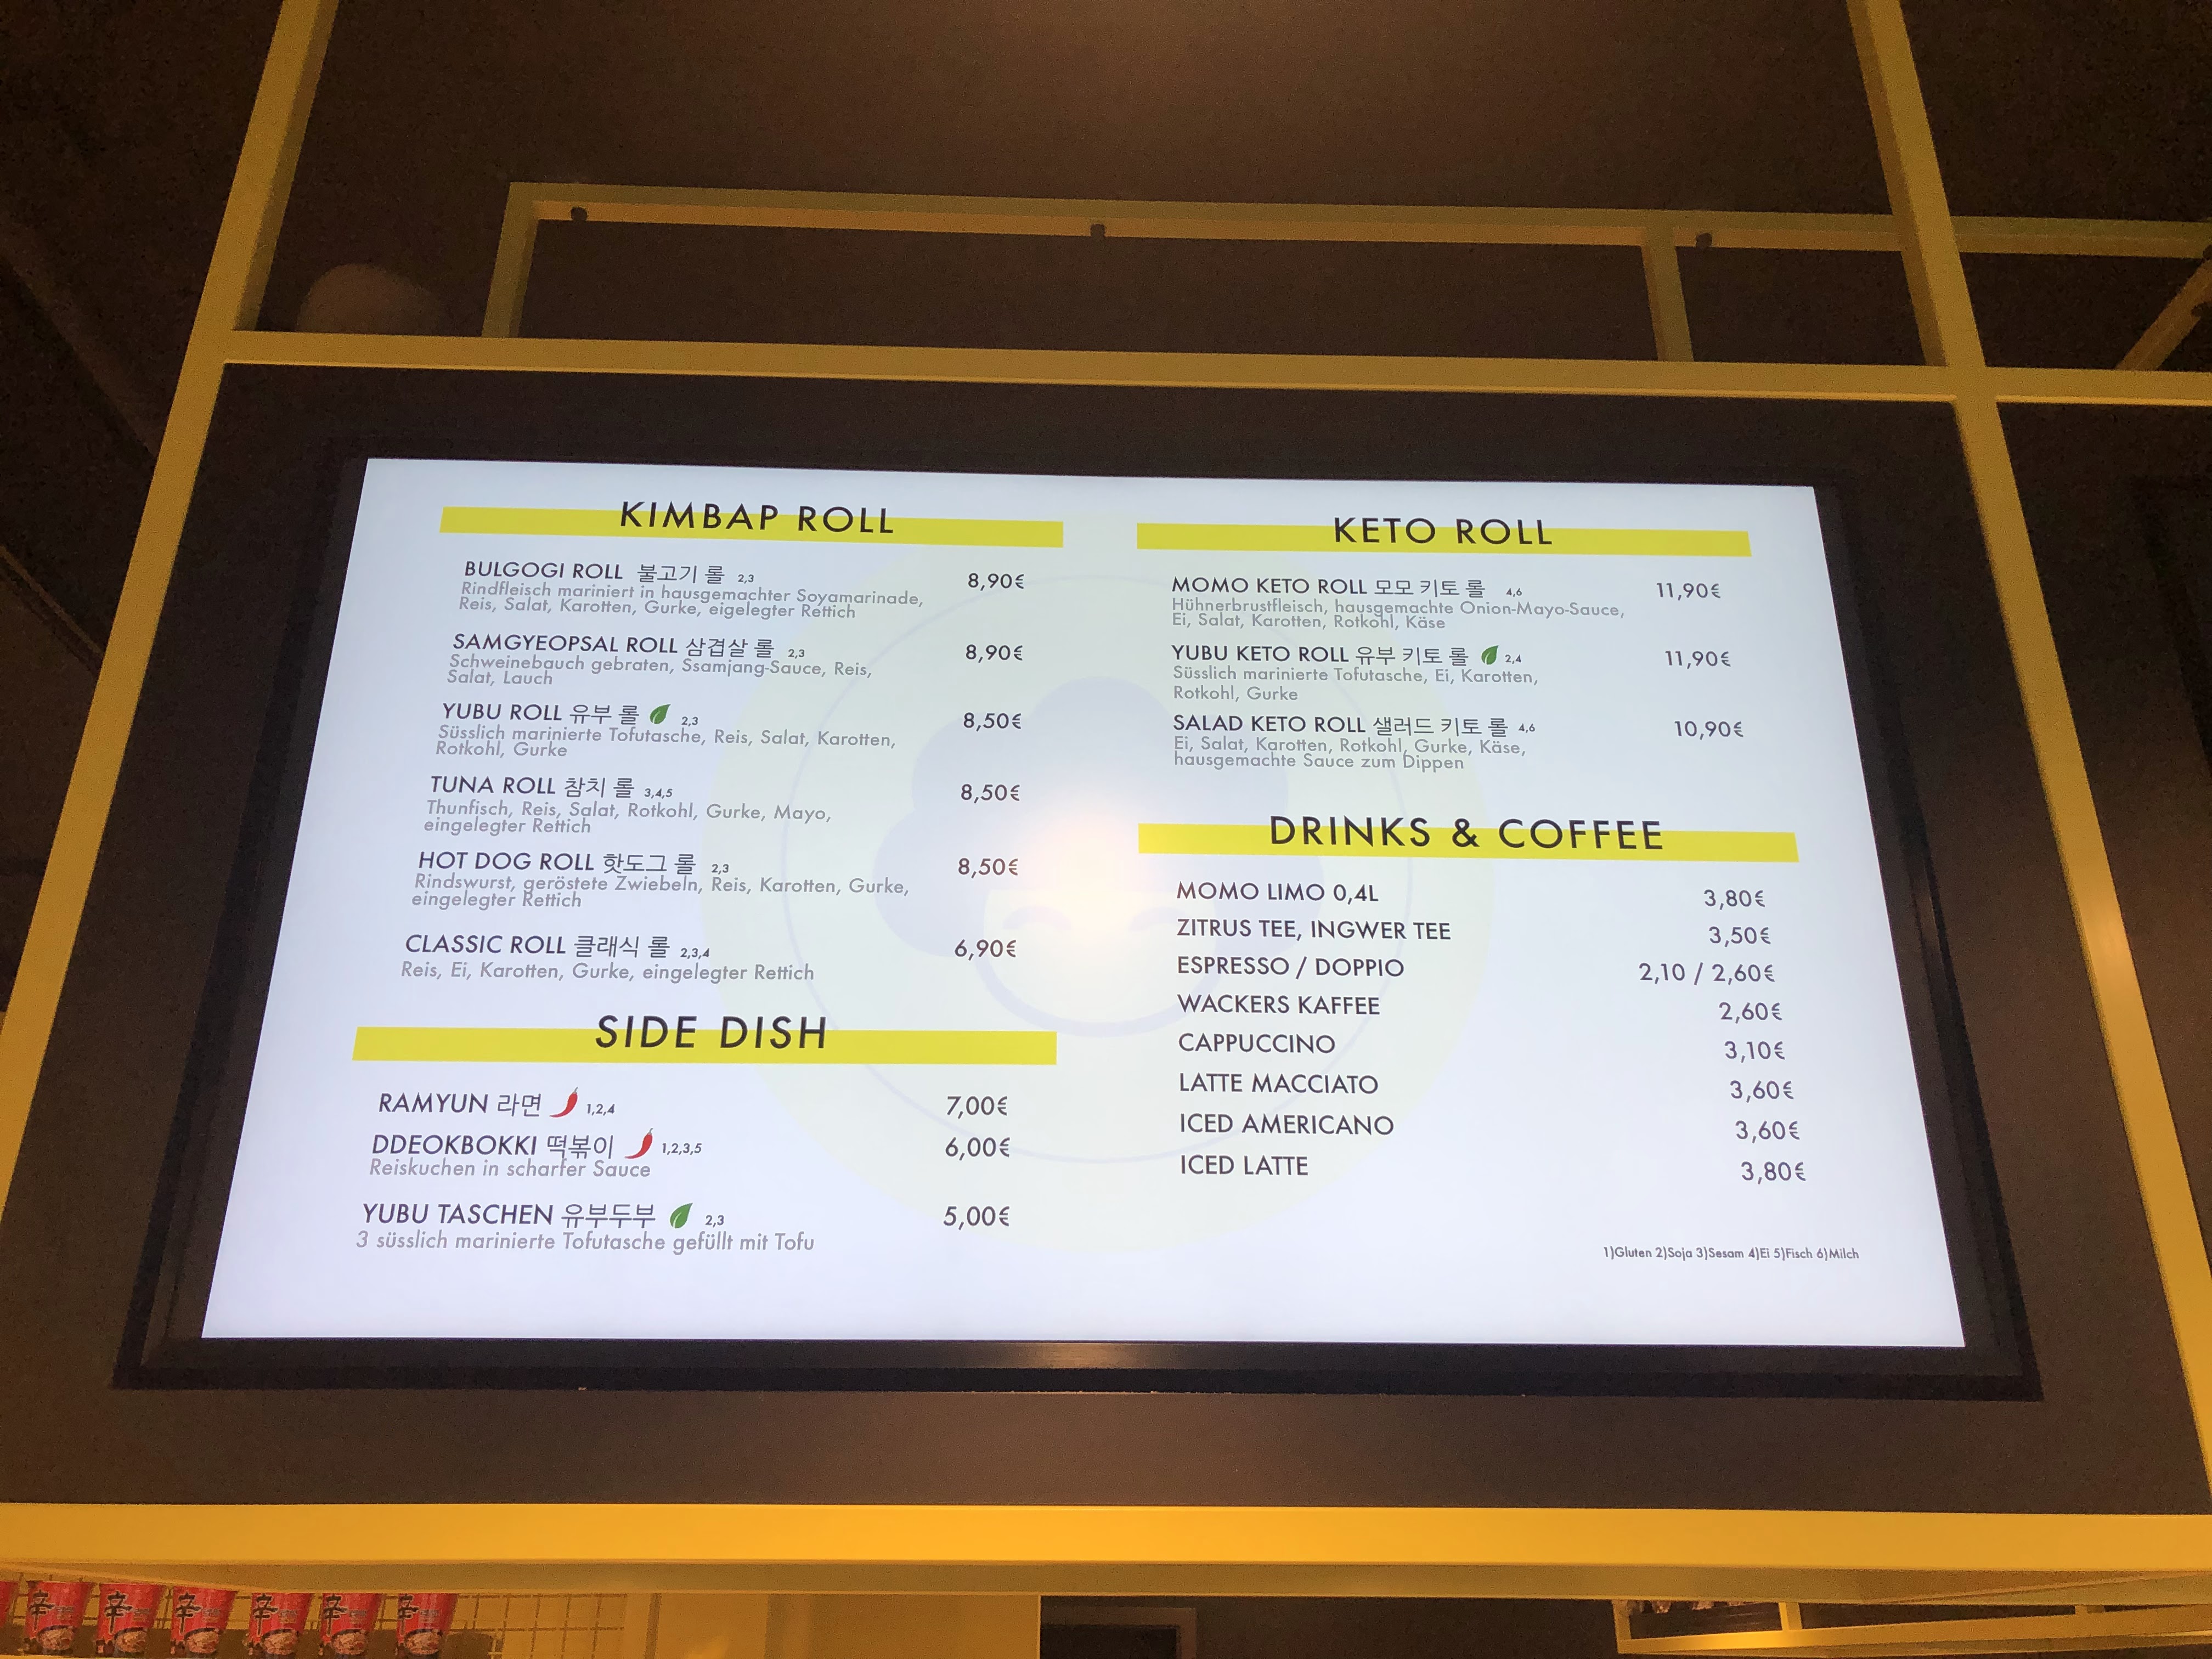 KIMBAP ROLL
BULGOGI ROLL 불고기 롤 2,3 8,90€
Rindfleisch mariniert in hausgemachter Soyamarinade,
Reis, Salat, Karotten, Gurke, eigelegter Rettich
SAMGYEOPSAL ROLL 삼겹살 롤 2,3 8,90€
Schweinebauch gebraten, Ssamjang-Sauce, Reis,
Salat, Lauch
YUBU ROLL 유부 롤 2,3 8,50€
Süsslich marinierte Tofutasche, Reis, Salat, Karotten,
Rotkohl, Gurke
TUNA ROLL 참치 롤 3,4,5 8,50€
Thunfisch, Reis, Salat, Rotkohl, Gurke, Mayo,
eingelegter Rettich
HOT DOG ROLL 핫도그 롤 2,3 8,50€
Rindswurst, geröstete Zwiebeln, Reis, Karotten, Gurke,
eingelegter Rettich
CLASSIC ROLL 클래식 롤 2,3,4 6,90€
Reis, Ei, Karotten, Gurke, eingelegter Rettich
SIDE DISH
RAMYUN 라면 1,2,4 7,00€
DDEOKBOKKI 떡볶이 1,2,3,5 6,00€
Reiskuchen in scharfer Sauce
YUBU TASCHEN 유부두부 2,3 5,00€
3 süsslich marinierte Tofutasche gefüllt mit Tofu
KETO ROLL
MOMO KETO ROLL 모모 키토 롤 4,6 11,90€
Hühnerbrustfleisch, hausgemachte Onion-Mayo-Sauce,
Ei, Salat, Karotten, Rotkohl, Käse
YUBU KETO ROLL 유부 키토 롤 2,4 11,90€
Süsslich marinierte Tofutasche, Ei, Karotten,
Rotkohl, Gurke
SALAD KETO ROLL 샐러드 키토 롤 4,6 10,90€
Ei, Salat, Karotten, Rotkohl, Gurke, Käse,
hausgemachte Sauce zum Dippen
DRINKS & COFFEE
MOMO LIMO 0,4L 3,80€
ZITRUS TEE, INGWER TEE 3,50€
ESPRESSO / DOPPIO 2,10 / 2,60€
WACKERS KAFFEE 2,60€
CAPPUCCINO 3,10€
LATTE MACCIATO 3,60€
ICED AMERICANO 3,60€
ICED LATTE 3,80€
1)Gluten 2)Soja 3)Sesam 4)Ei 5)Fisch 6)Milch
辛 辛 辛 辛 辛 辛